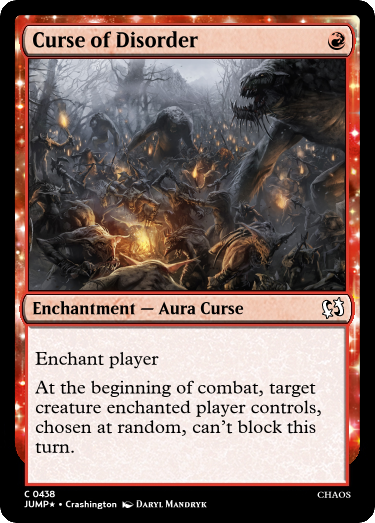 Curse of Disorder
Enchantment — Aura Curse
Enchant player
At the beginning of combat, target
creature enchanted player controls,
chosen at random, can't block this
turn.
C 0438
JUMP★ • Crashington Daryl Mandryk
CHAOS